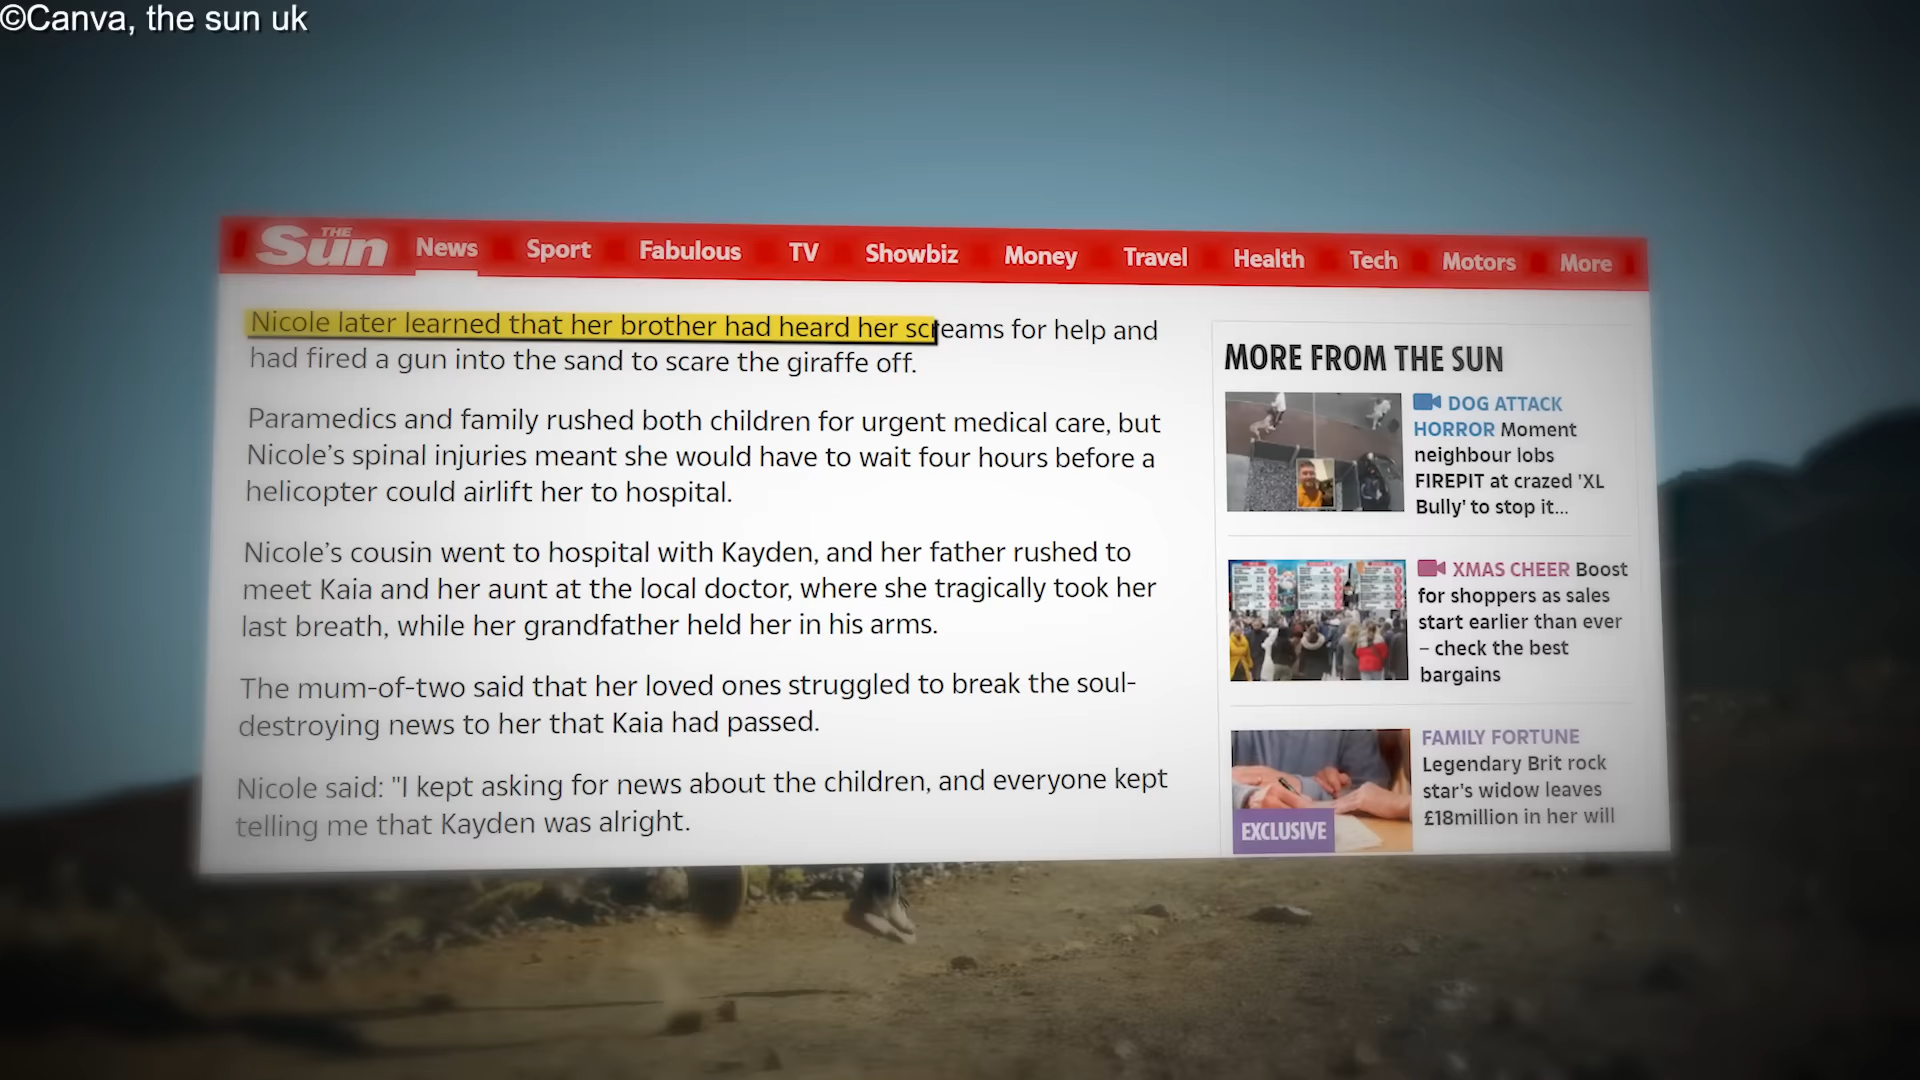 ©Canva, the sun uk
THE Sun News Sport Fabulous TV Showbiz Money Travel Health Tech Motors More
Nicole later learned that her brother had heard her screams for help and
had fired a gun into the sand to scare the giraffe off.
Paramedics and family rushed both children for urgent medical care, but
Nicole's spinal injuries meant she would have to wait four hours before a
helicopter could airlift her to hospital.
Nicole's cousin went to hospital with Kayden, and her father rushed to
meet Kaia and her aunt at the local doctor, where she tragically took her
last breath, while her grandfather held her in his arms.
The mum-of-two said that her loved ones struggled to break the soul-
destroying news to her that Kaia had passed.
Nicole said: "I kept asking for news about the children, and everyone kept
telling me that Kayden was alright.
MORE FROM THE SUN
DOG ATTACK
HORROR Moment
neighbour lobs
FIREPIT at crazed 'XL
Bully' to stop it...
XMAS CHEER Boost
for shoppers as sales
start earlier than ever
– check the best
bargains
FAMILY FORTUNE
Legendary Brit rock
star's widow leaves
£18million in her will
EXCLUSIVE